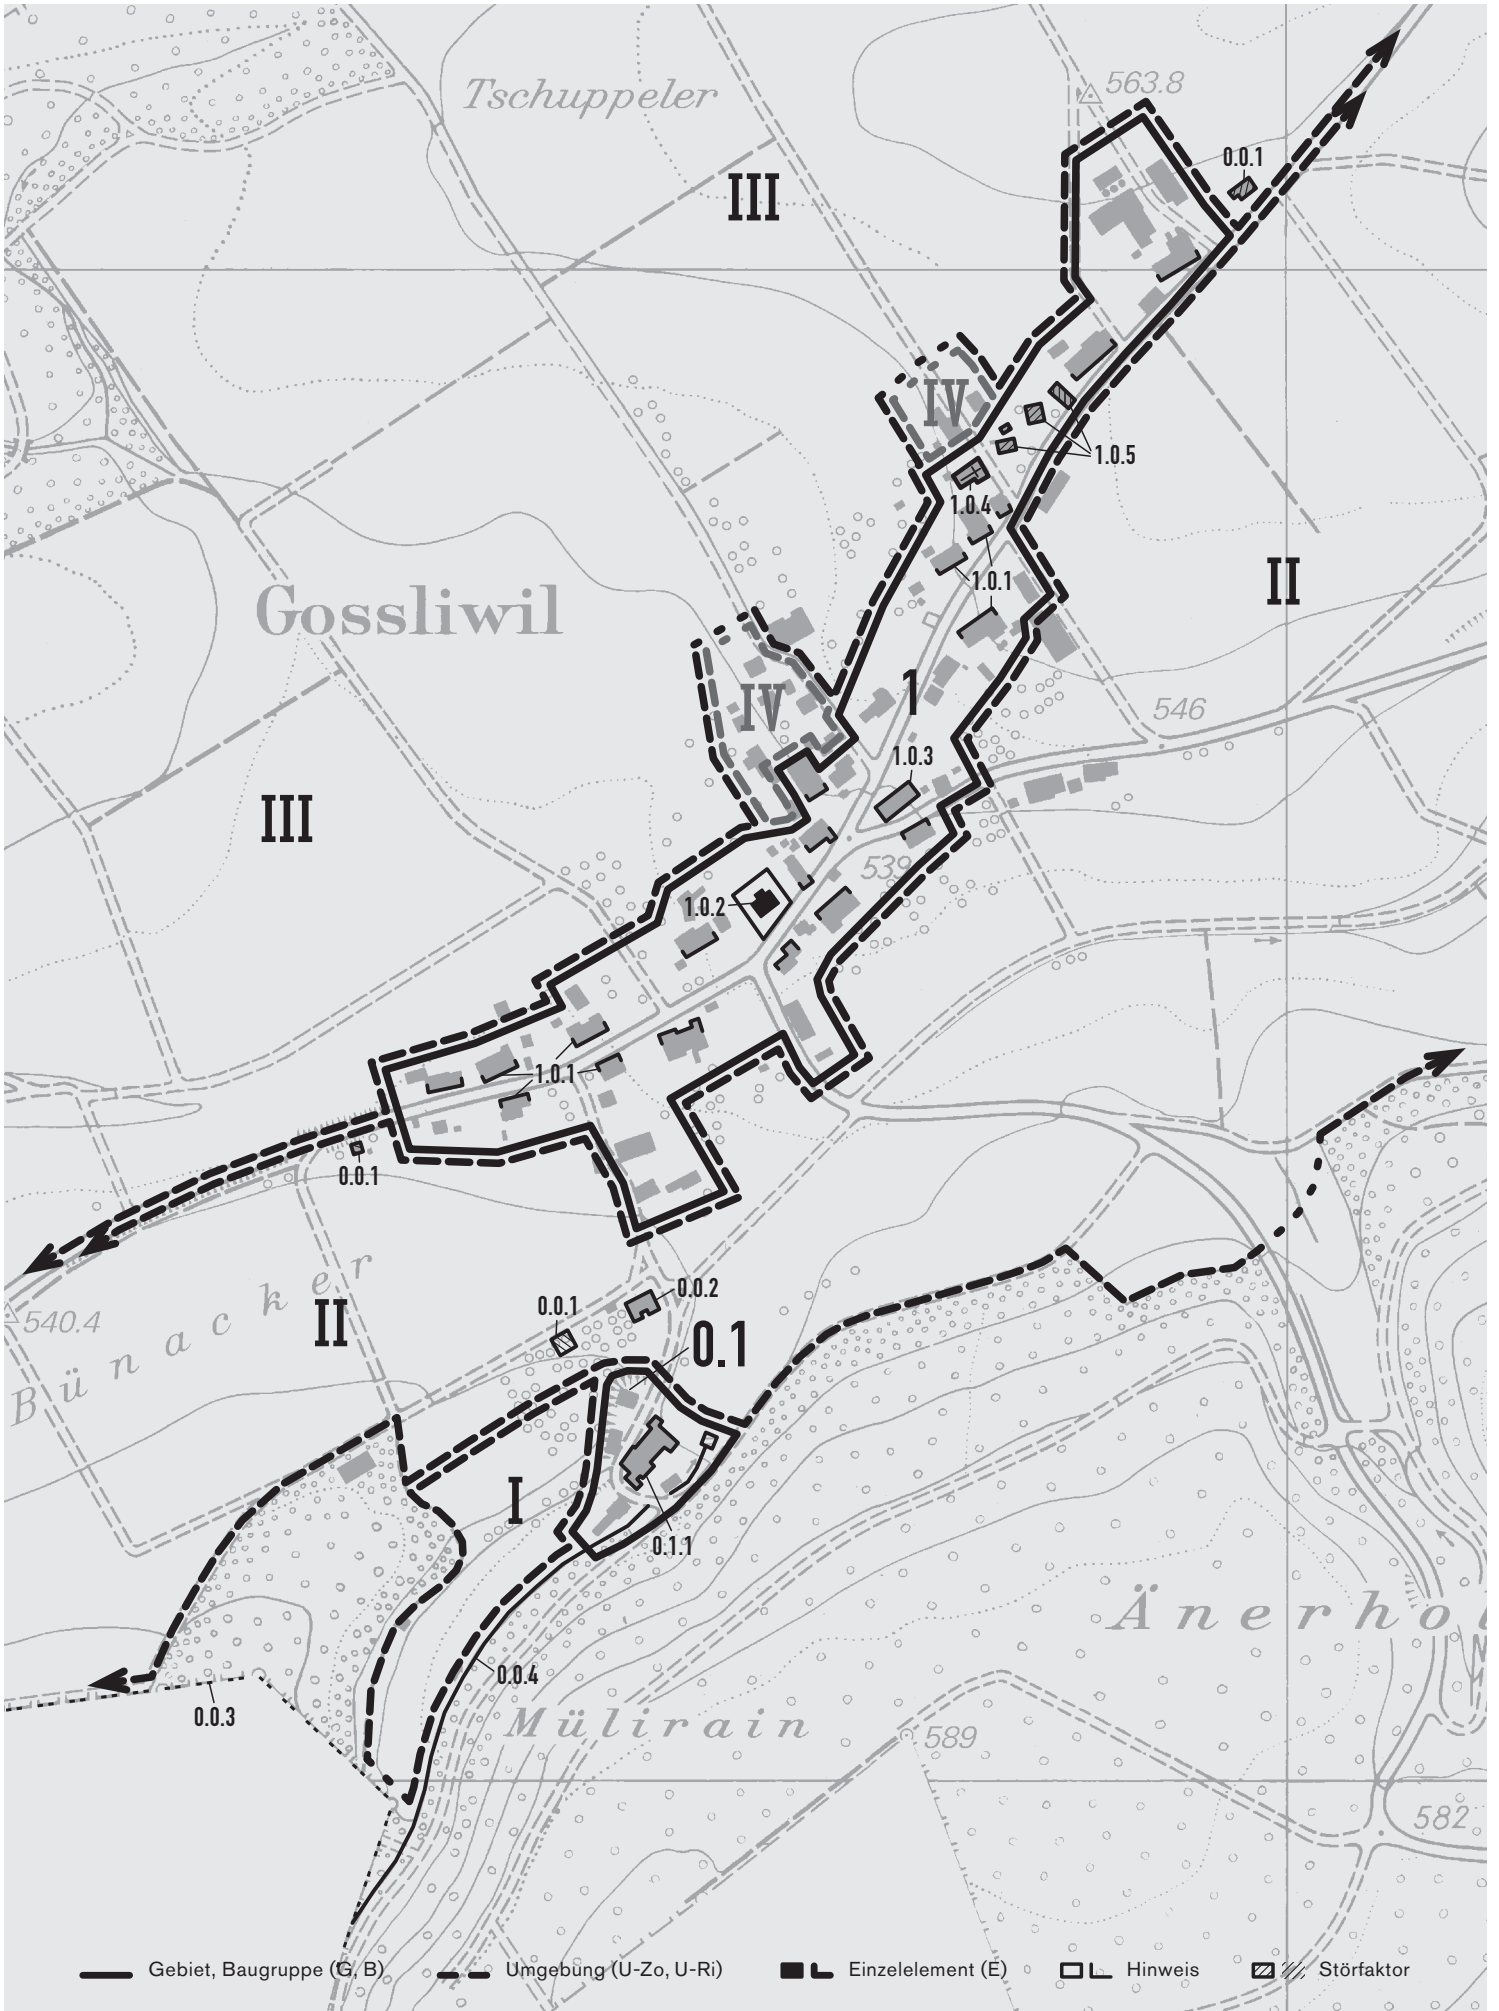 Tschuppeler
563.8
0.0.1
III
IV
1.0.5
1.0.4
II
1.0.1
Gossliwil
1
IV
546
1.0.3
III
539
1.0.2
1.0.1
0.0.1
0.0.2
0.0.1
II
540.4
Bünacker
0.1
I
0.1.1
Änerhol
0.0.4
0.0.3
Mülirain
589
582
Gebiet, Baugruppe (G, B) Umgebung (U-Zo, U-Ri) Einzelelement (E) Hinweis Störfaktor